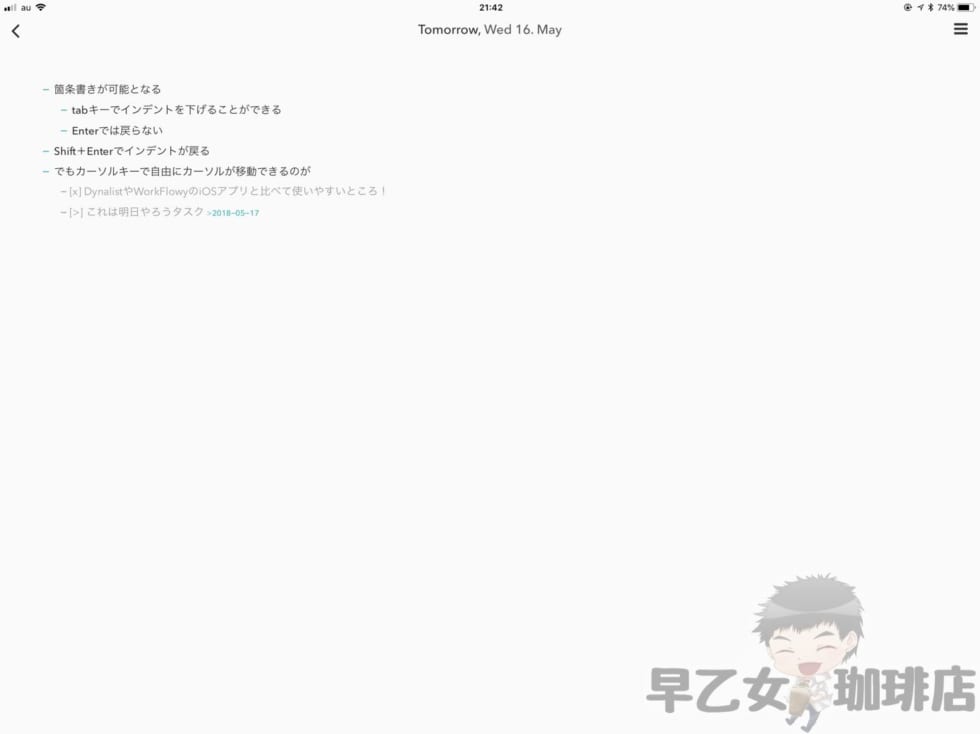 au 21:42 74%
Tomorrow, Wed 16. May
– 箇条書きが可能となる
– tabキーでインデントを下げることができる
– Enterでは戻らない
– Shift+Enterでインデントが戻る
– でもカーソルキーで自由にカーソルが移動できるのが
– [x] DynalistやWorkFlowyのiOSアプリと比べて使いやすいところ！
– [>] これは明日やろうタスク >2018-05-17
早乙女珈琲店